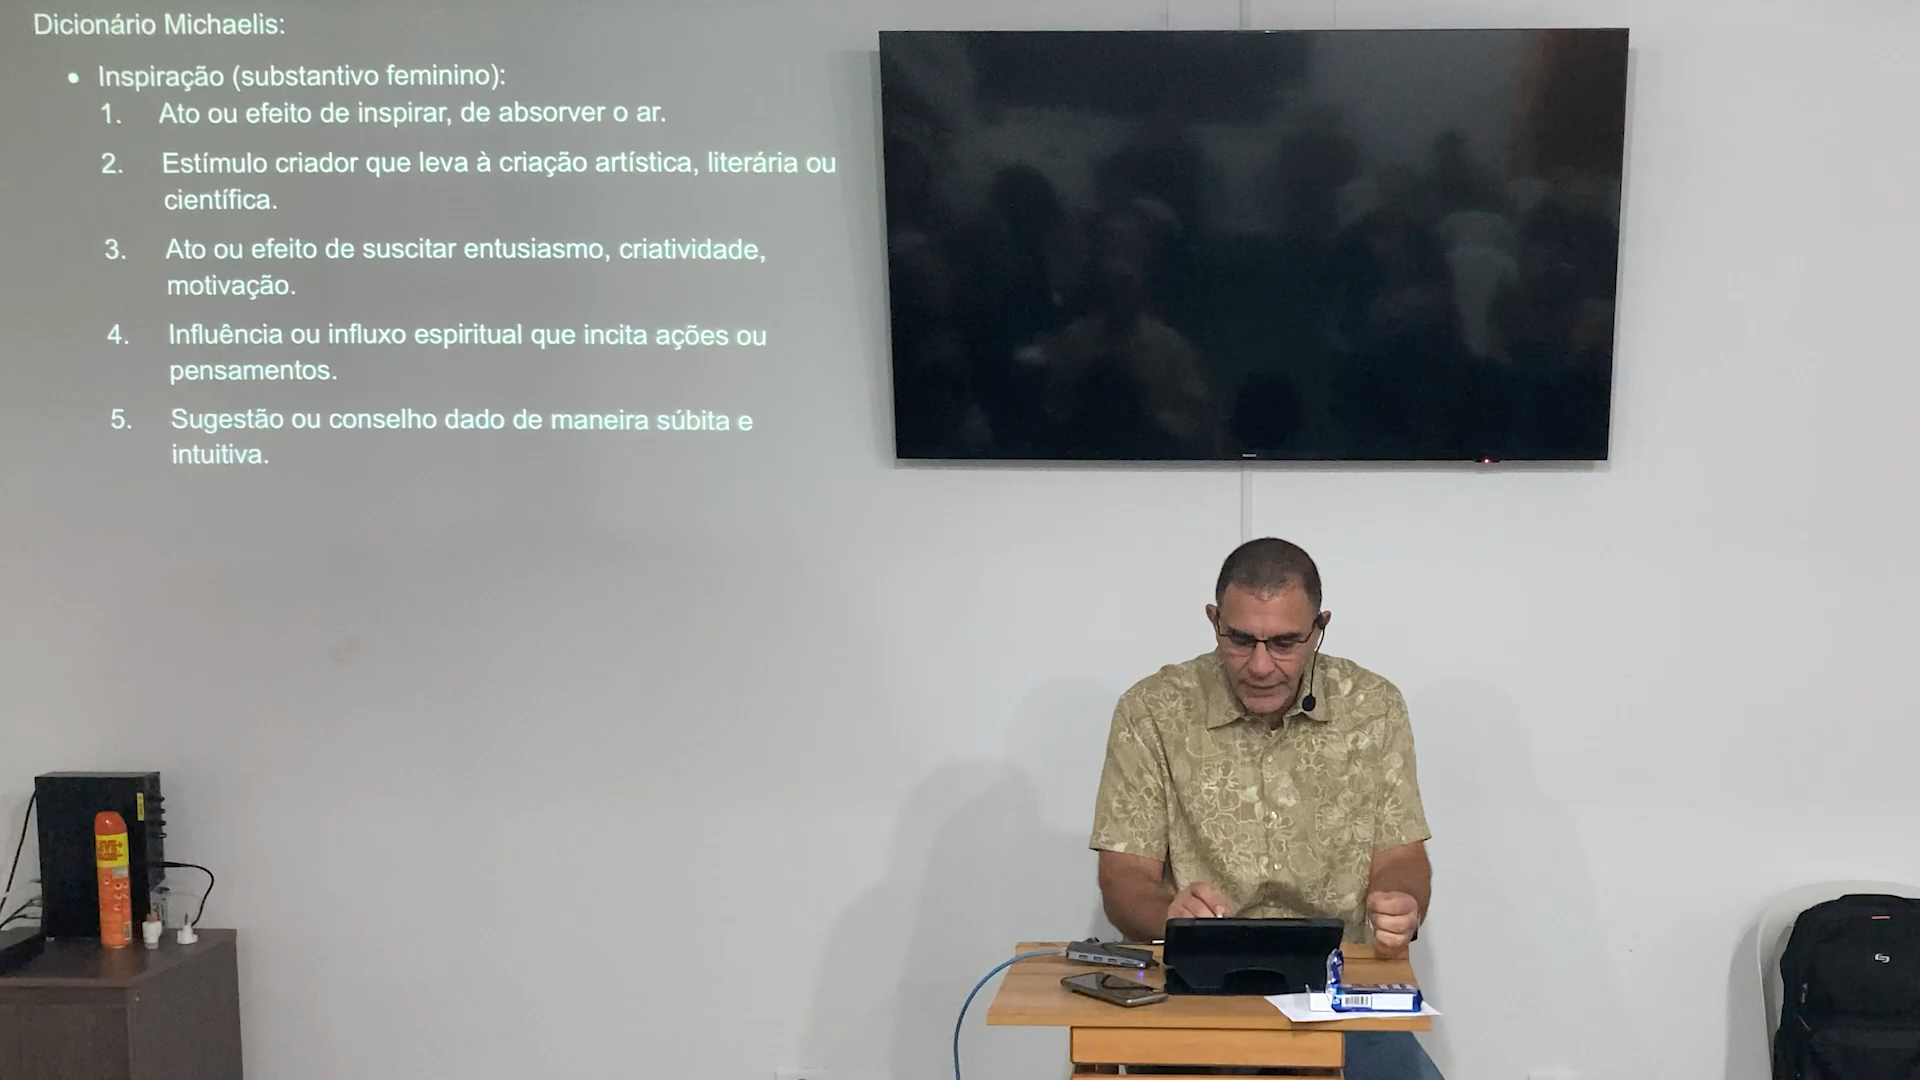 Dicionário Michaelis:
• Inspiração (substantivo feminino):
1. Ato ou efeito de inspirar, de absorver o ar.
2. Estímulo criador que leva à criação artística, literária ou
científica.
3. Ato ou efeito de suscitar entusiasmo, criatividade,
motivação.
4. Influência ou influxo espiritual que incita ações ou
pensamentos.
5. Sugestão ou conselho dado de maneira súbita e
intuitiva.